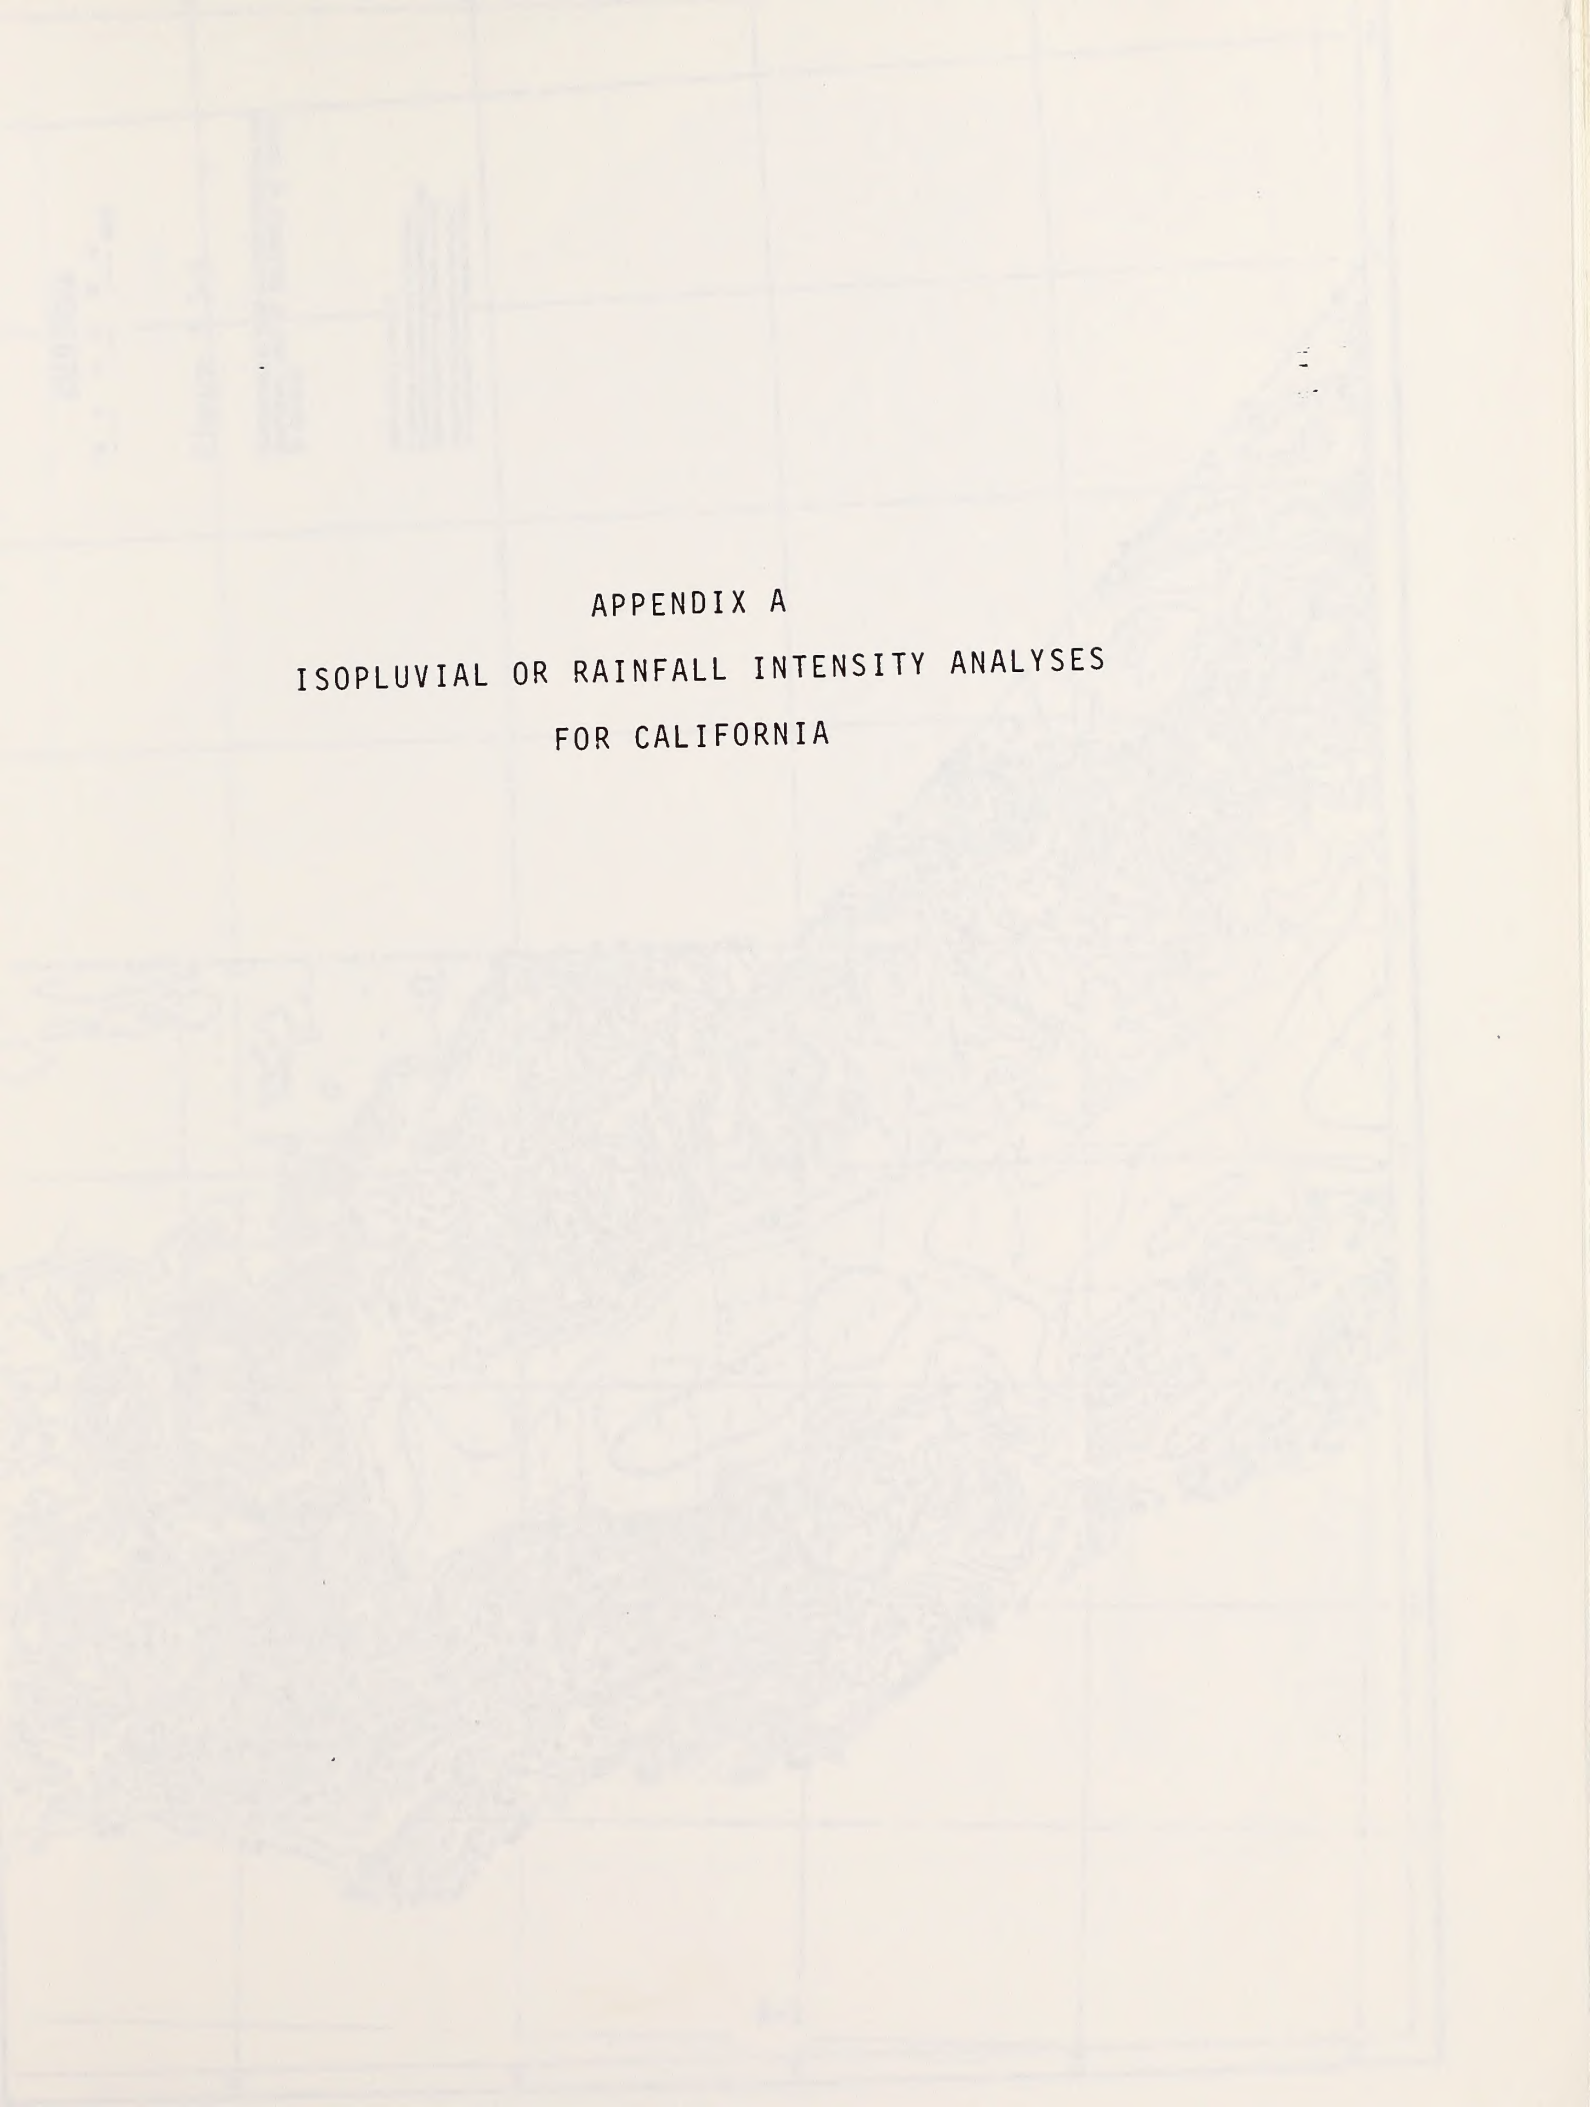 APPENDIX A
ISOPLUVIAL OR RAINFALL INTENSITY ANALYSES
FOR CALIFORNIA